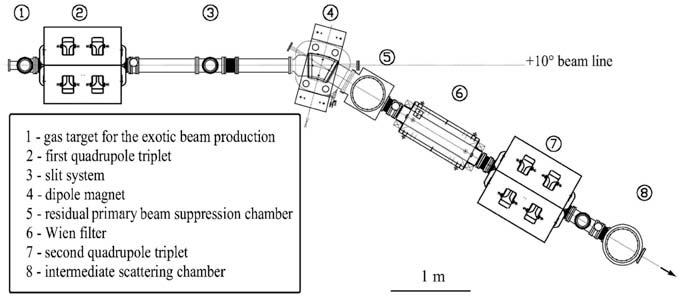 1 2 3 4
5
+10° beam line
6
7
8
1 - gas target for the exotic beam production
2 - first quadrupole triplet
3 - slit system
4 - dipole magnet
5 - residual primary beam suppression chamber
6 - Wien filter
7 - second quadrupole triplet
8 - intermediate scattering chamber
1 m